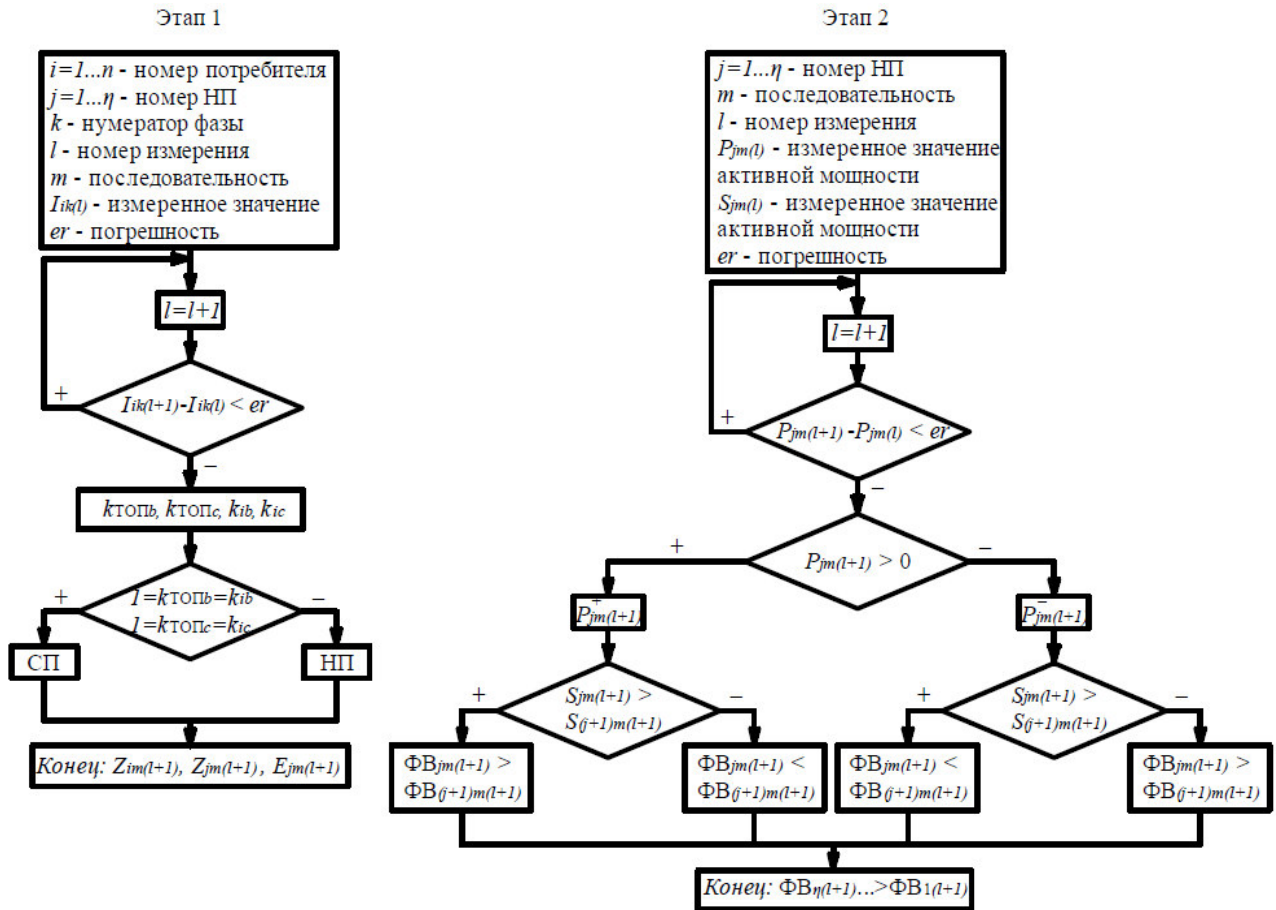 Этап 1
i=1...n - номер потребителя
j=1...η - номер НП
k - нумератор фазы
l - номер измерения
m - последовательность
Iik(l) - измеренное значение
er - погрешность
l=l+1
Iik(l+1)-Iik(l) < er
+
–
kТОПb, kТОПc, kib, kic
1=kТОПb=kib
1=kТОПc=kic
+
–
СП
НП
Конец: Zim(l+1), Zjm(l+1), Ejm(l+1)
Этап 2
j=1...η - номер НП
m - последовательность
l - номер измерения
Pjm(l) - измеренное значение
активной мощности
Sjm(l) - измеренное значение
активной мощности
er - погрешность
l=l+1
Pjm(l+1)-Pjm(l) < er
+
–
Pjm(l+1) > 0
+
–
P+jm(l+1)
P–jm(l+1)
Sjm(l+1) >
S(j+1)m(l+1)
+
–
Sjm(l+1) >
S(j+1)m(l+1)
+
–
ФВjm(l+1) >
ФВ(j+1)m(l+1)
ФВjm(l+1) <
ФВ(j+1)m(l+1)
ФВjm(l+1) <
ФВ(j+1)m(l+1)
ФВjm(l+1) >
ФВ(j+1)m(l+1)
Конец: ФВη(l+1)...>ФВ1(l+1)